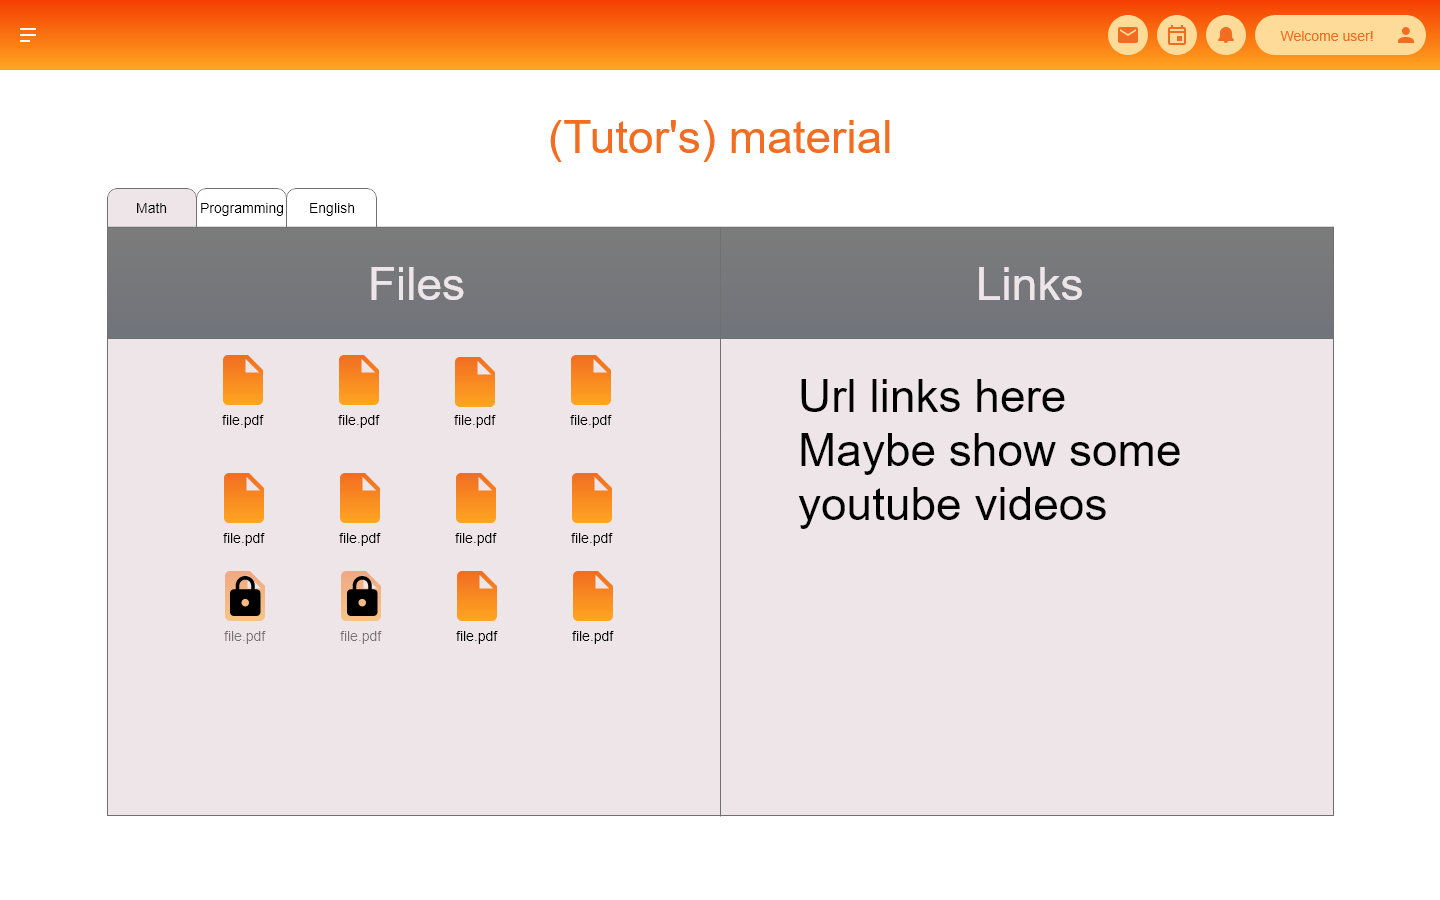 Welcome user!
(Tutor's) material
Math
Programming
English
Files
Links
file.pdf
file.pdf
file.pdf
file.pdf
file.pdf
file.pdf
file.pdf
file.pdf
file.pdf
file.pdf
file.pdf
file.pdf
Url links here
Maybe show some
youtube videos